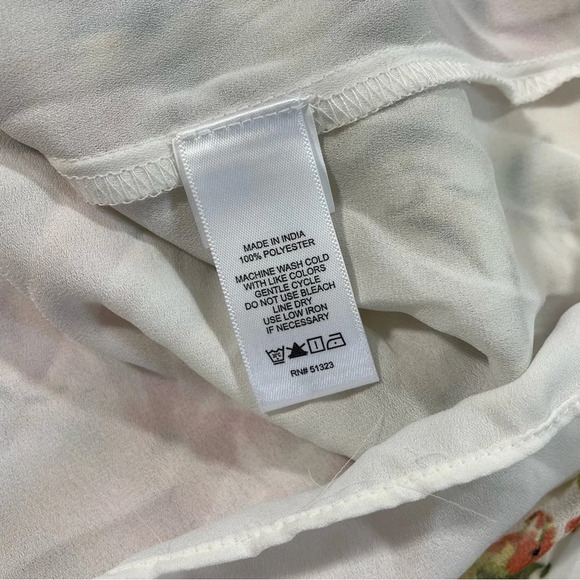 MADE IN INDIA
100% POLYESTER
MACHINE WASH COLD
WITH LIKE COLORS
GENTLE CYCLE
DO NOT USE BLEACH
LINE DRY
USE LOW IRON
IF NECESSARY
RN# 51323